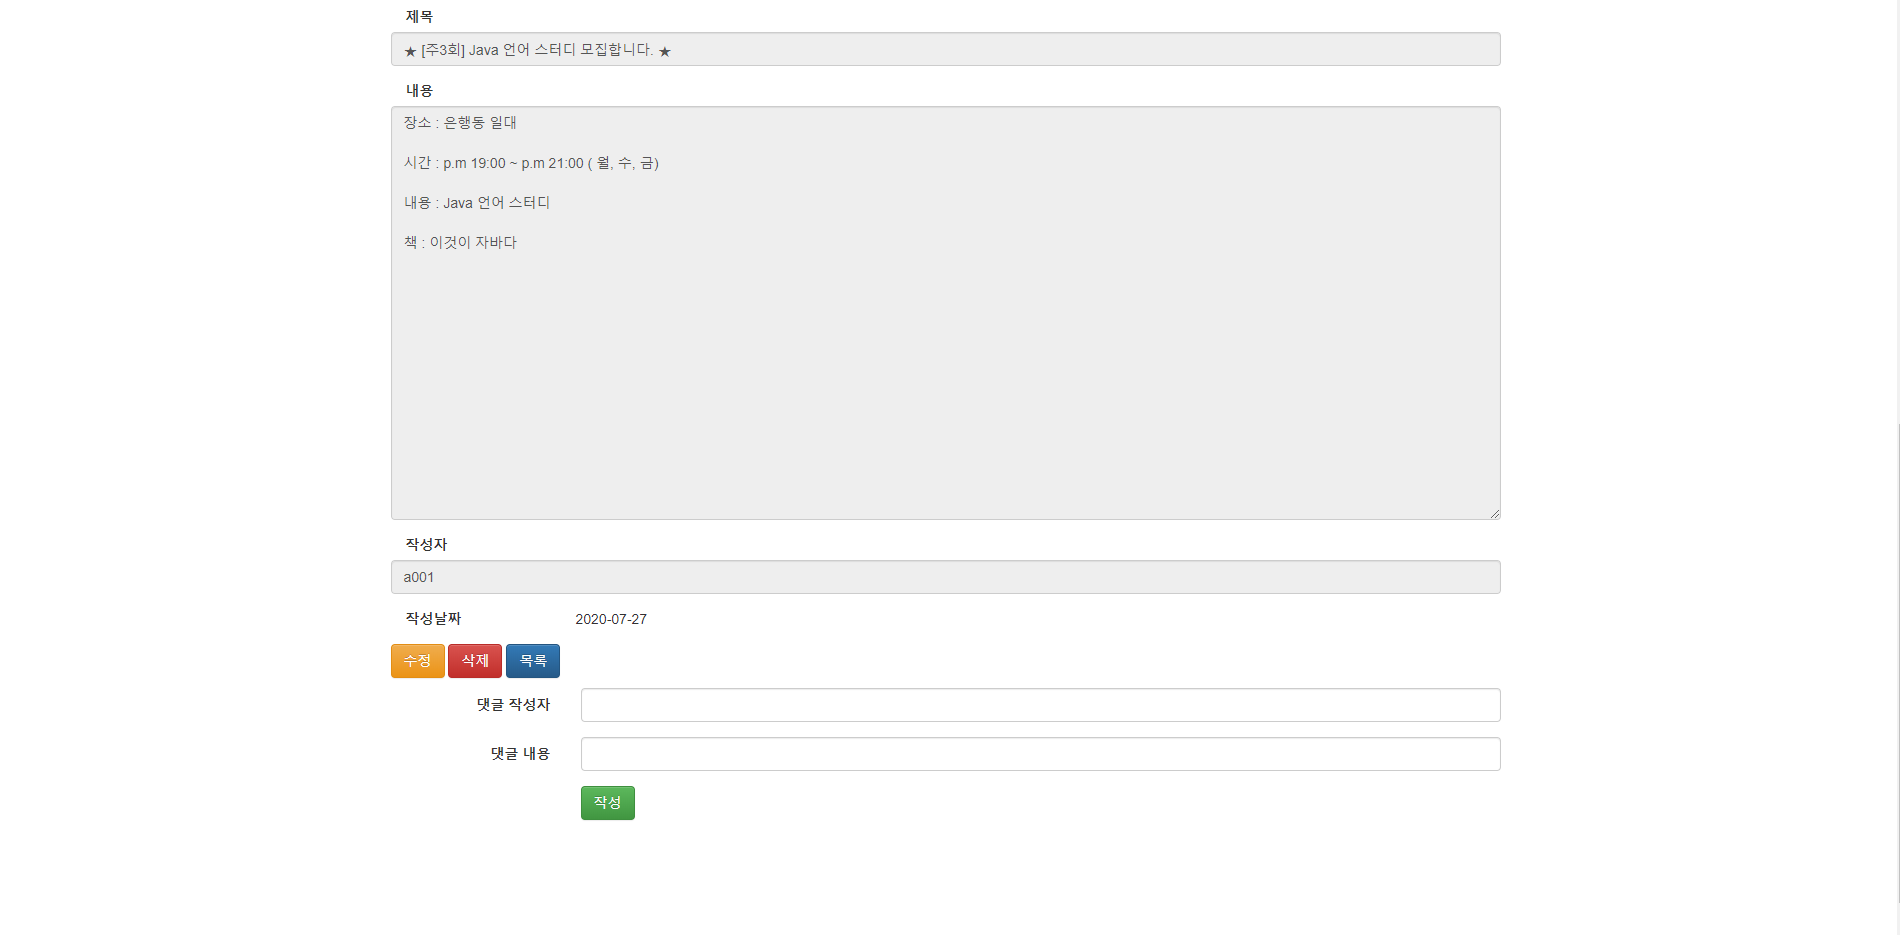 제목
★ [주3회] Java 언어 스터디 모집합니다. ★
내용
장소 : 은행동 일대
시간 : p.m 19:00 ~ p.m 21:00 ( 월, 수, 금)
내용 : Java 언어 스터디
책 : 이것이 자바다
작성자
a001
작성날짜 2020-07-27
수정 삭제 목록
댓글 작성자
댓글 내용
작성